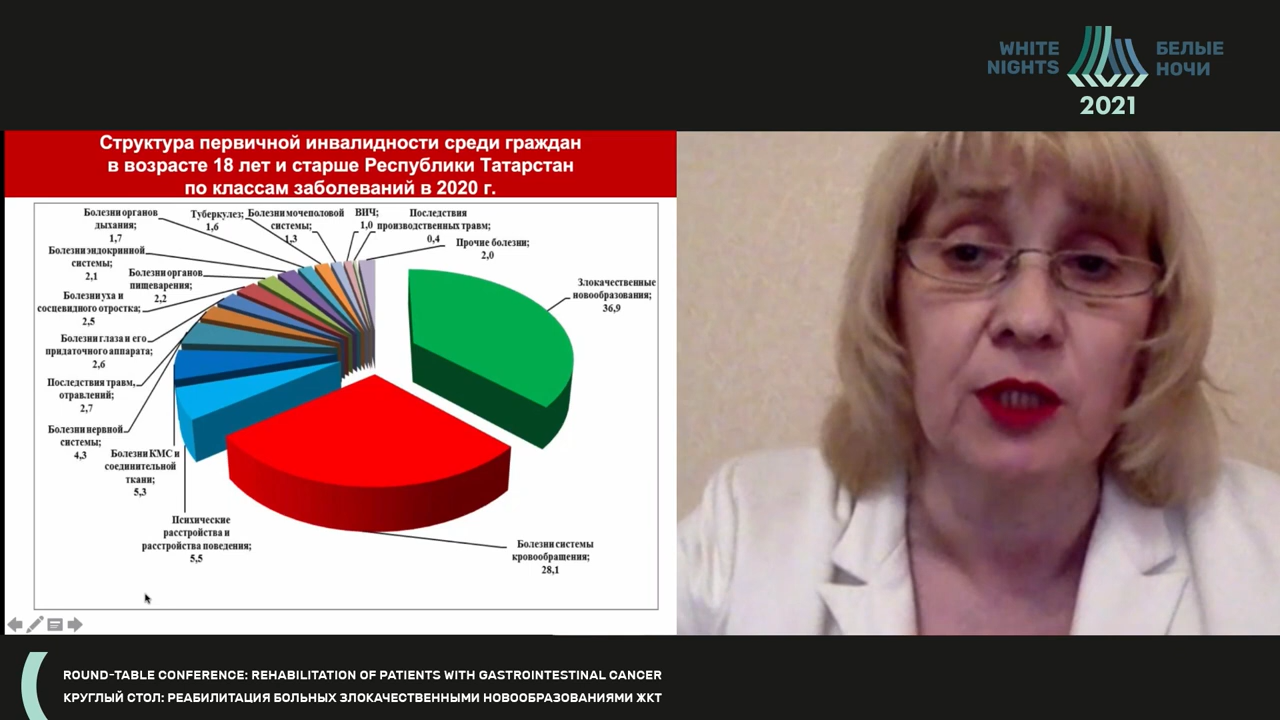 WHITE
NIGHTS
БЕЛЫЕ
НОЧИ
2021
Структура первичной инвалидности среди граждан
в возрасте 18 лет и старше Республики Татарстан
по классам заболеваний в 2020 г.
Болезни органов
дыхания;
1,7
Туберкулез;
1,6
Болезни мочеполовой
системы;
1,3
ВИЧ;
1,0
Последствия
производственных травм;
0,4
Прочие болезни;
2,0
Болезни эндокринной
системы;
2,1
Болезни органов
пищеварения;
2,2
Злокачественные
новообразования;
36,9
Болезни уха и
сосцевидного отростка;
2,5
Болезни глаза и его
придаточного аппарата;
2,6
Последствия травм,
отравлений;
2,7
Болезни нервной
системы;
4,3
Болезни КМС и
соединительной
ткани;
5,3
Психические
расстройства и
расстройства поведения;
5,5
Болезни системы
кровообращения;
28,1
ROUND-TABLE CONFERENCE: REHABILITATION OF PATIENTS WITH GASTROINTESTINAL CANCER
КРУГЛЫЙ СТОЛ: РЕАБИЛИТАЦИЯ БОЛЬНЫХ ЗЛОКАЧЕСТВЕННЫМИ НОВООБРАЗОВАНИЯМИ ЖКТ